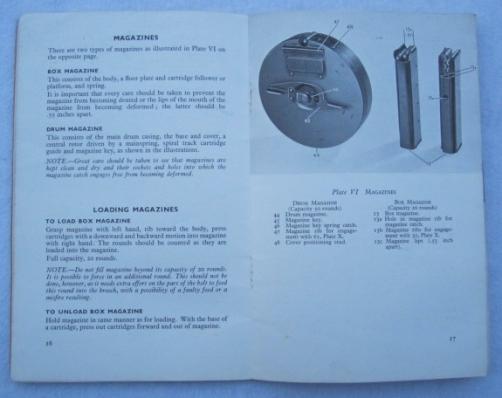 MAGAZINES
There are two types of magazines as illustrated in Plate VI on
the opposite page.
BOX MAGAZINE
This consists of the body, a floor plate and cartridge follower or
platform, and spring.
It is important that every care should be taken to prevent the
magazine from becoming dented or the lips of the mouth of the
magazine from becoming deformed; the latter should be
.55 inches apart.
DRUM MAGAZINE
This consists of the main drum casing, the base and cover, a
central rotor driven by a mainspring, spiral track cartridge
guide and magazine key, as shown in the illustrations.
NOTE.—Great care should be taken to see that magazines are
kept clean and dry and their sockets and holes into which the
magazine catch engages free from becoming deformed.
LOADING MAGAZINES
TO LOAD BOX MAGAZINE
Grasp magazine with left hand, rib toward the body, press
cartridges with a downward and backward motion into magazine
with right hand. The rounds should be counted as they are
loaded into the magazine.
Full capacity, 20 rounds.
NOTE.—Do not fill magazine beyond its capacity of 20 rounds.
It is possible to force in an additional round. This should not be
done, however, as it needs extra effort on the part of the bolt to feed
this round into the breech, with a possibility of a faulty feed or a
misfire resulting.
TO UNLOAD BOX MAGAZINE
Hold magazine in same manner as for loading. With the base of
a cartridge, press out cartridges forward and out of magazine.
16
Plate VI MAGAZINES
DRUM MAGAZINE
(Capacity 50 rounds)
44 Drum magazine.
45 Magazine key.
46 Magazine key spring catch.
47 Magazine rib for engage-
ment with
Plate X.
48 Cover positioning stud.
BOX MAGAZINE
(Capacity 20 rounds)
Box magazine.
Hole in magazine rib for
magazine catch.
Magazine ribs for engage-
ment with
Plate X.
Magazine lips (.55 inch
apart).
17